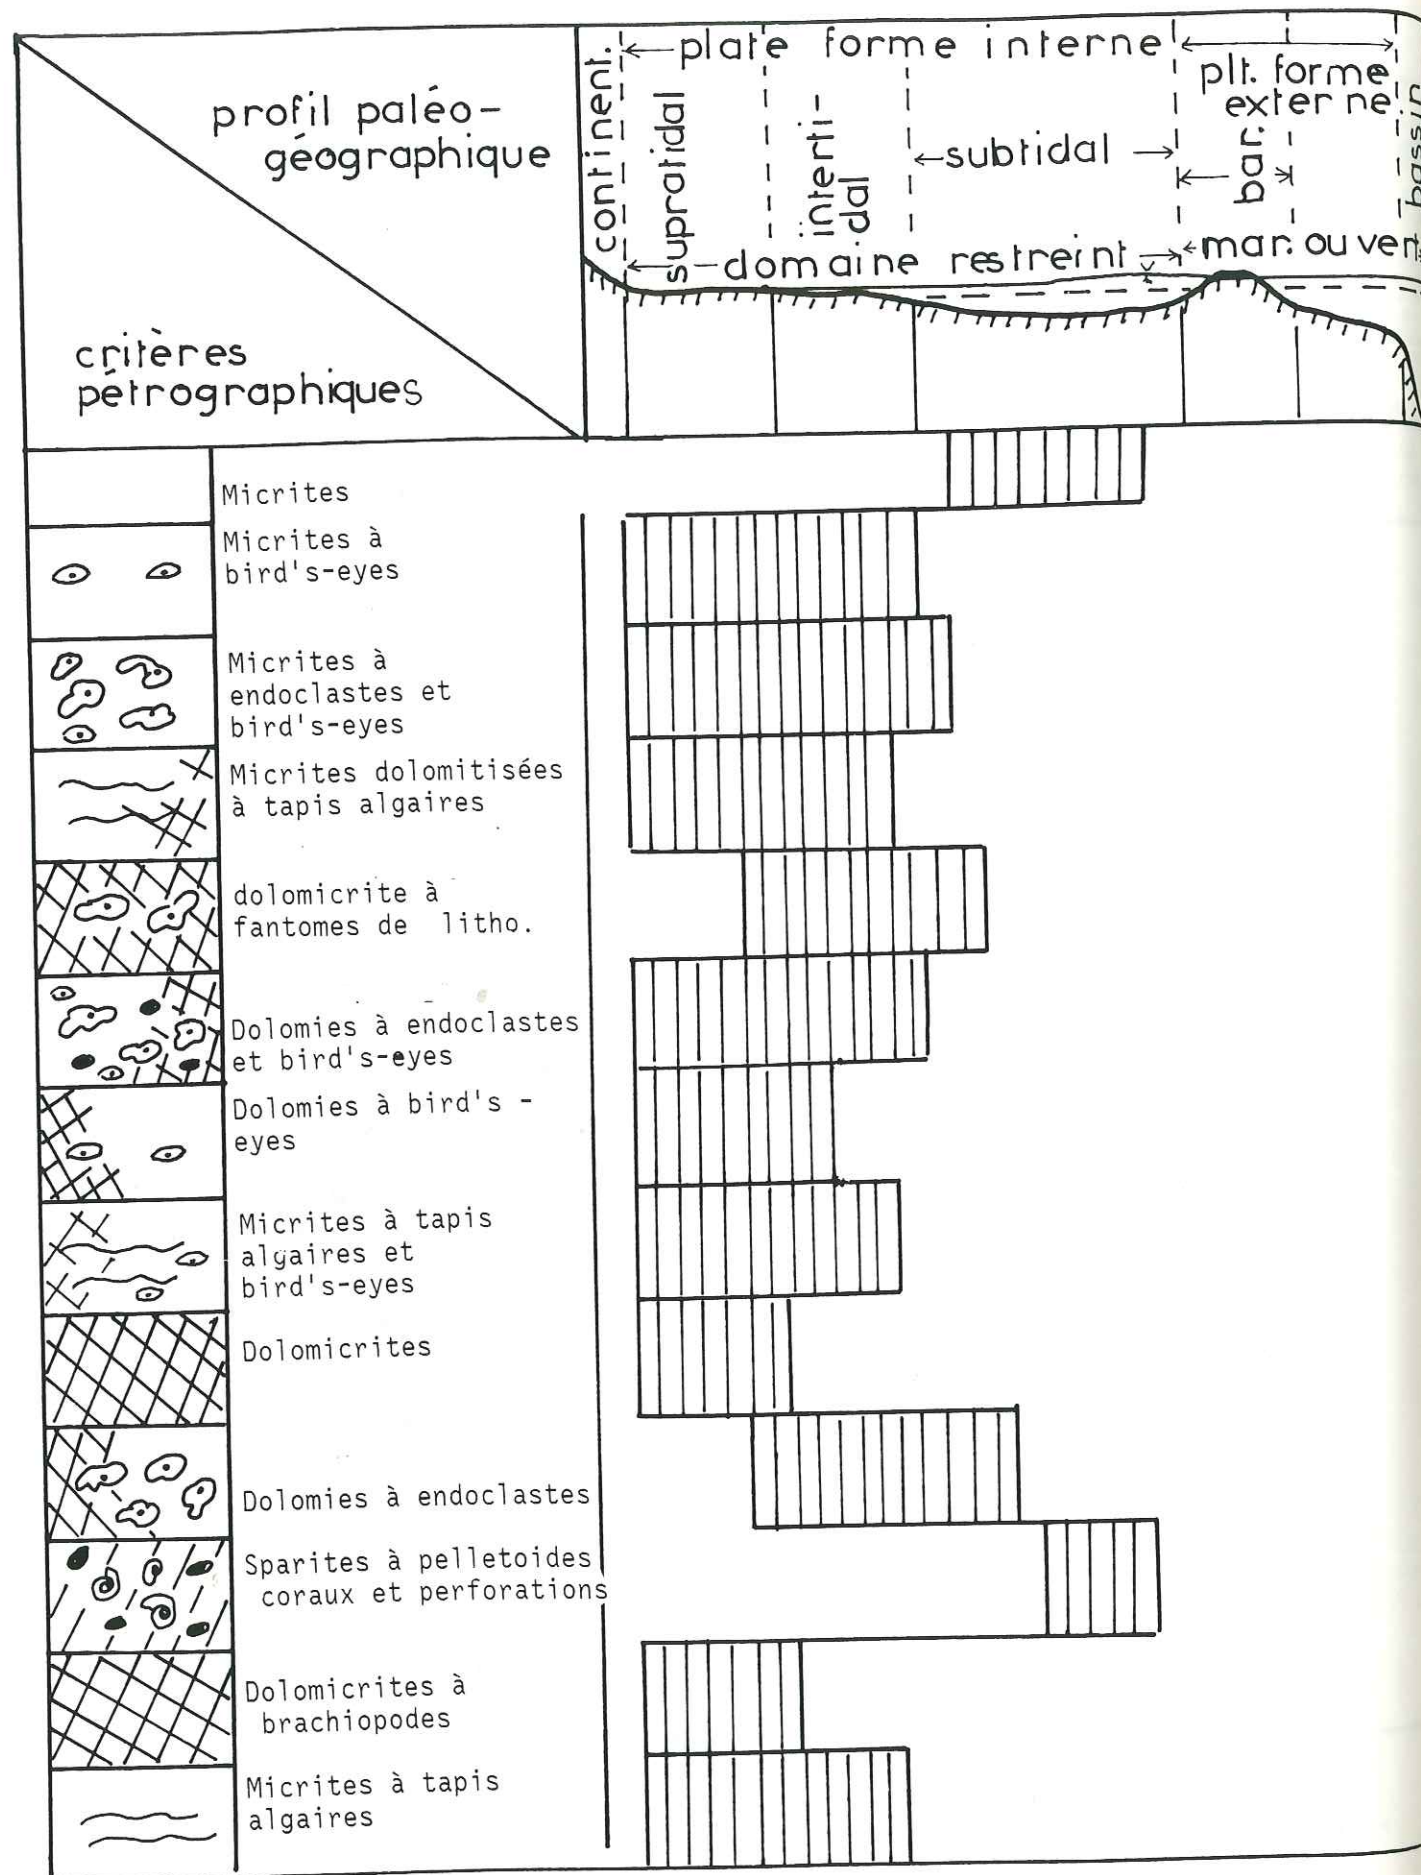 profil paléo-
géographique
critères
pétrographiques
continent.
plate forme interne
supratidal
interti-
dal
subtidal
plt. forme
externe
bar.
bassin
domaine restreint
mar. ouvert
Micrites
Micrites à
bird's-eyes
Micrites à
endoclastes et
bird's-eyes
Micrites dolomitisées
à tapis algaires
dolomicrite à
fantomes de litho.
Dolomies à endoclastes
et bird's-eyes
Dolomies à bird's -
eyes
Micrites à tapis
algaires et
bird's-eyes
Dolomicrites
Dolomies à endoclastes
Sparites à pelletoides
coraux et perforations
Dolomicrites à
brachiopodes
Micrites à tapis
algaires